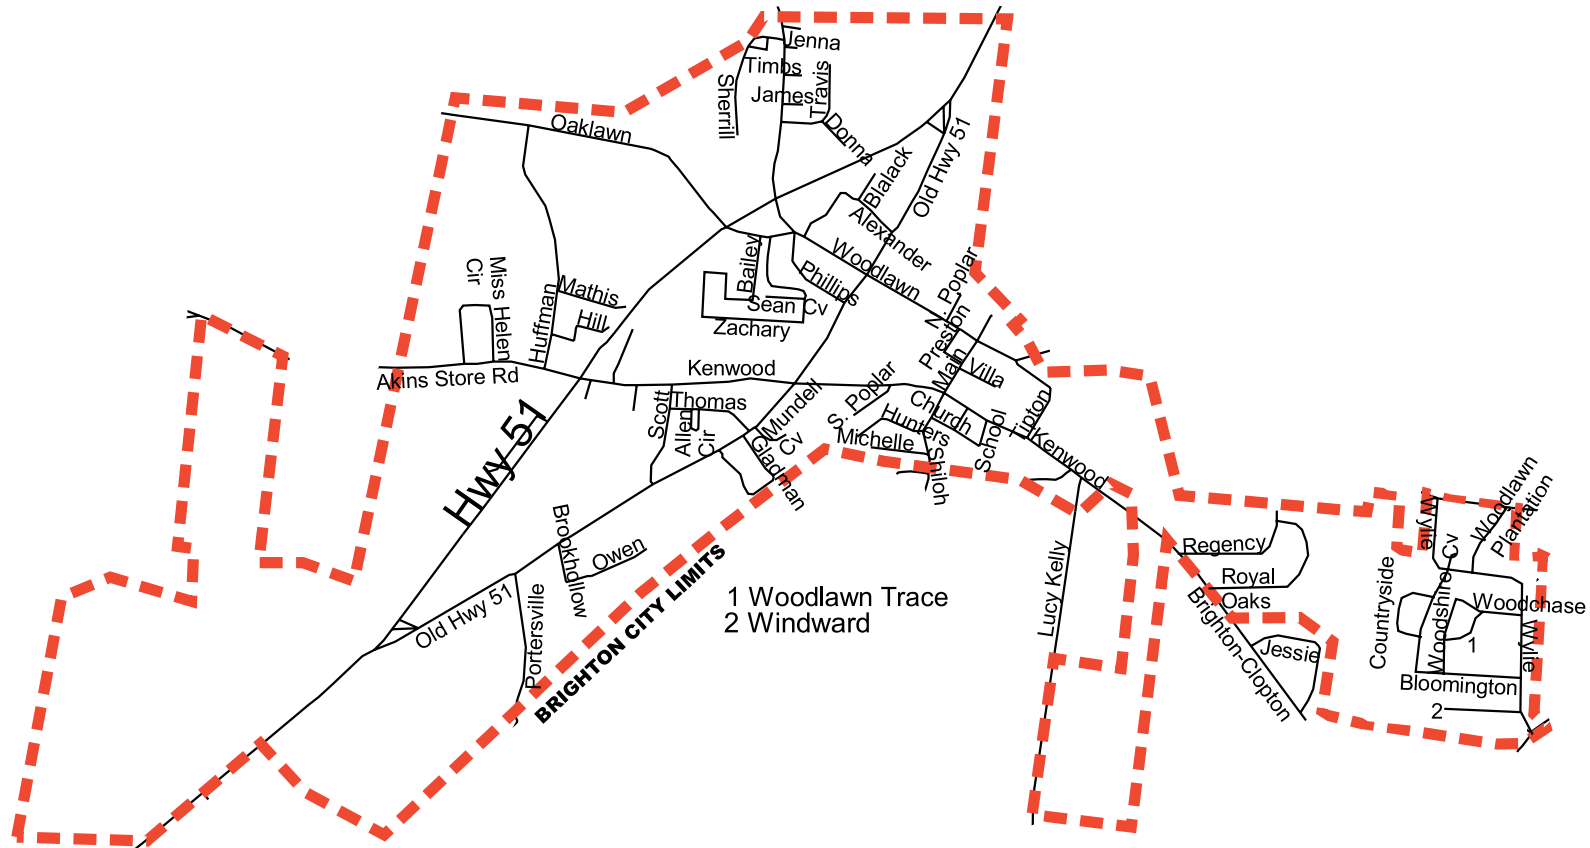 Jenna
Timbs
Travis
Sherrill
James
Donna
Oaklawn
Blalack
Old Hwy 51
Alexander
Woodlawn
Bailey
Phillips
N. Poplar
Miss Helen
Cir
Mathis
Hill
Huffman
Sean Cv
Zachary
Preston
Main
Villa
Akins Store Rd
Kenwood
Scott
Thomas
Allen
Cir
Mundell
Cv
Gladman
S. Poplar
Church
Hunters
Michelle
School
Tipton
Kenwood
Shiloh
Hwy 51
Brookhollow
Owen
Old Hwy 51
Portersville
BRIGHTON CITY LIMITS
1 Woodlawn Trace
2 Windward
Lucy Kelly
Regency
Royal
Oaks
Brighton-Clopton
Jessie
Wylie
Woodlawn
Plantation
Countryside
Woodshire Cv
Woodchase
1
Wylie
Bloomington
2